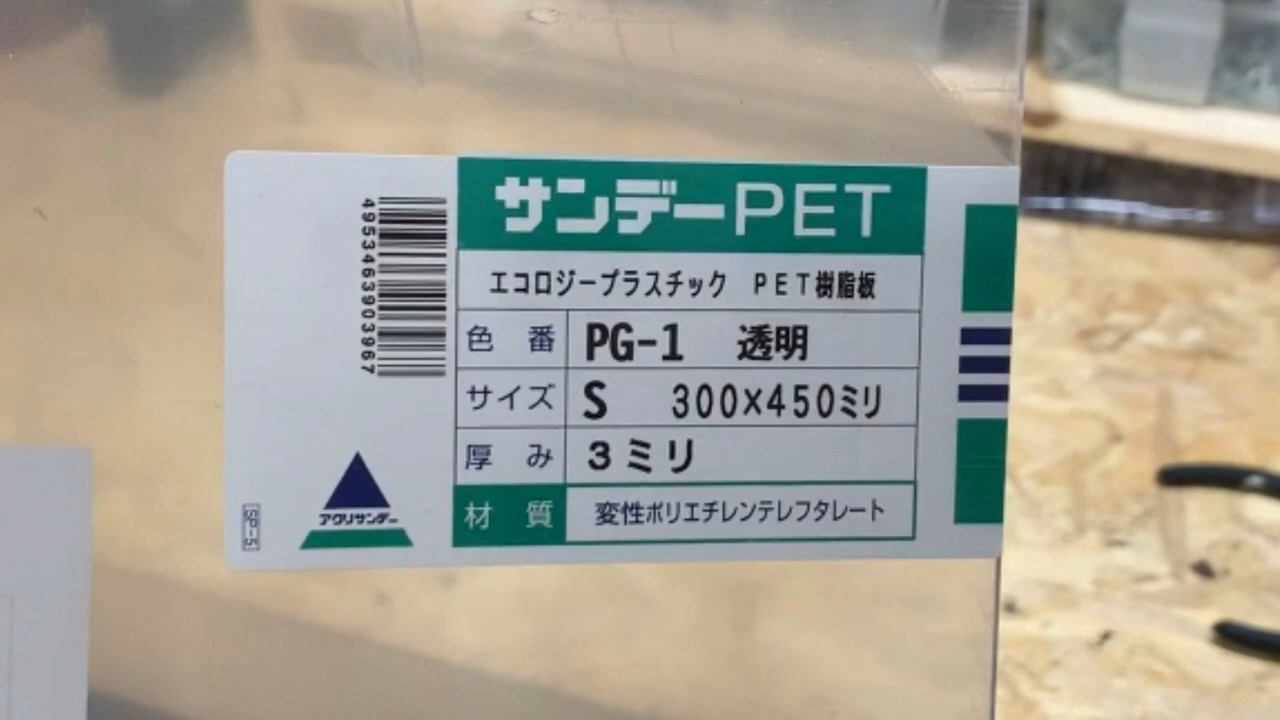 サンデーPET
エコロジープラスチック PET樹脂板
色番 PG-1 透明
サイズ S 300×450ミリ
厚み 3ミリ
材質 変性ポリエチレンテレフタレート
4953463903967
アクリサンデー
SP-5